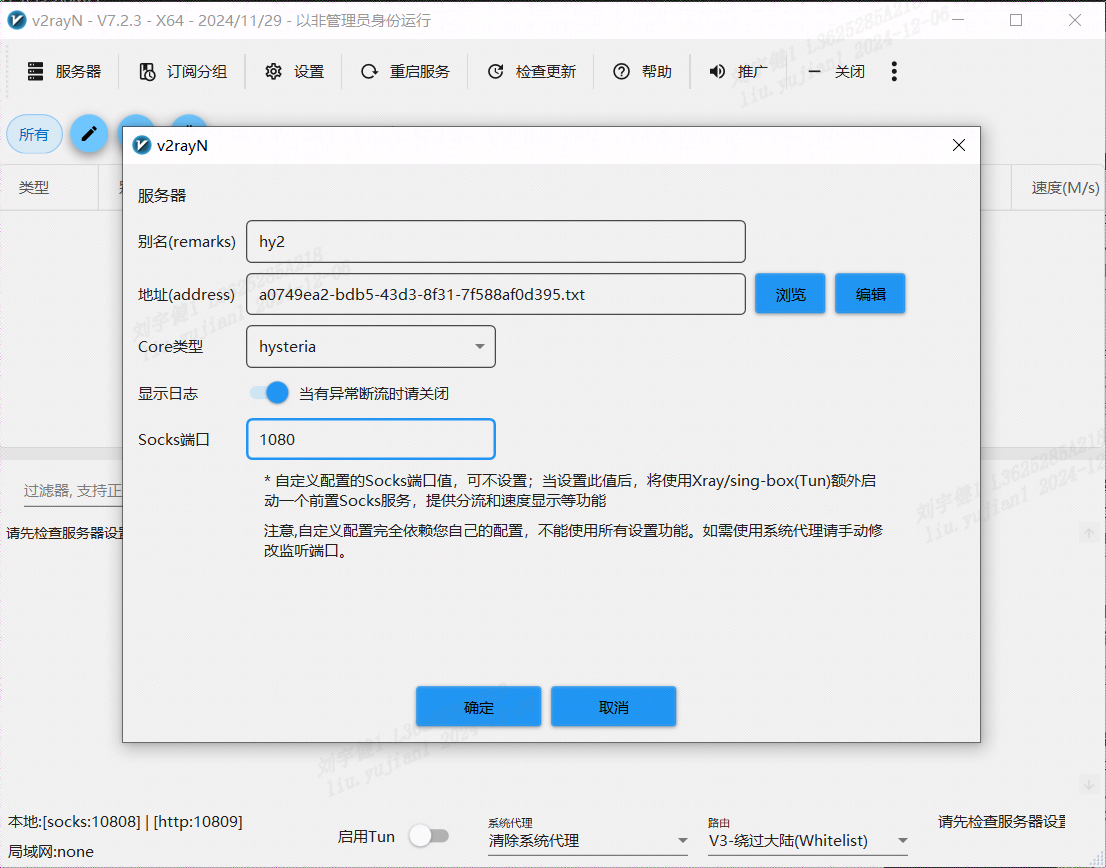 v2rayN - V7.2.3 - X64 - 2024/11/29 - 以非管理员身份运行
服务器 订阅分组 设置 重启服务 检查更新 帮助 推广 关闭
所有
类型 速度(M/s)
v2rayN
服务器
别名(remarks) hy2
地址(address) a0749ea2-bdb5-43d3-8f31-7f588af0d395.txt 浏览 编辑
Core类型 hysteria
显示日志 当有异常断流时请关闭
Socks端口 1080
* 自定义配置的Socks端口值，可不设置；当设置此值后，将使用Xray/sing-box(Tun)额外启
动一个前置Socks服务，提供分流和速度显示等功能
注意,自定义配置完全依赖您自己的配置，不能使用所有设置功能。如需使用系统代理请手动修
改监听端口。
过滤器, 支持正
请先检查服务器设置
确定 取消
本地:[socks:10808] | [http:10809]
局域网:none
启用Tun
系统代理
清除系统代理
路由
V3-绕过大陆(Whitelist)
请先检查服务器设置
刘宇健1 L3625285A218
liu.yujian1 2024-12-06